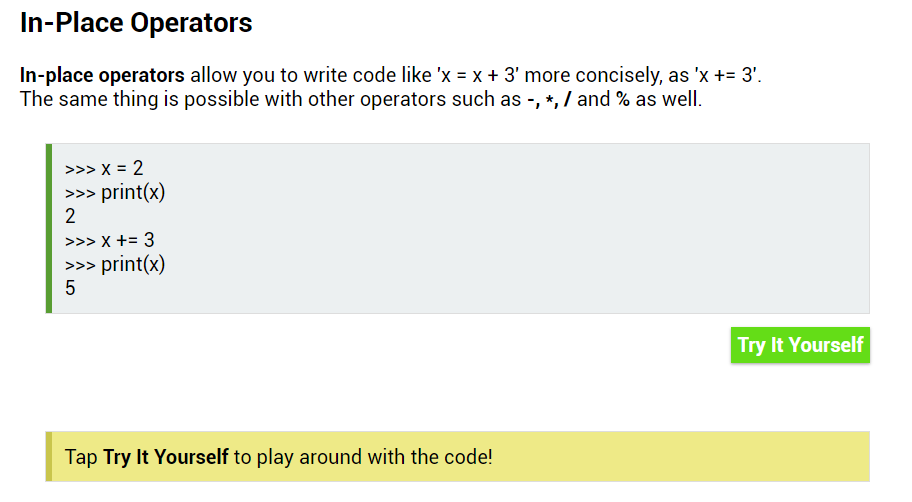 In-Place Operators
In-place operators allow you to write code like 'x = x + 3' more concisely, as 'x += 3'.
The same thing is possible with other operators such as -, *, / and % as well.
>>> x = 2
>>> print(x)
2
>>> x += 3
>>> print(x)
5
Try It Yourself
Tap Try It Yourself to play around with the code!